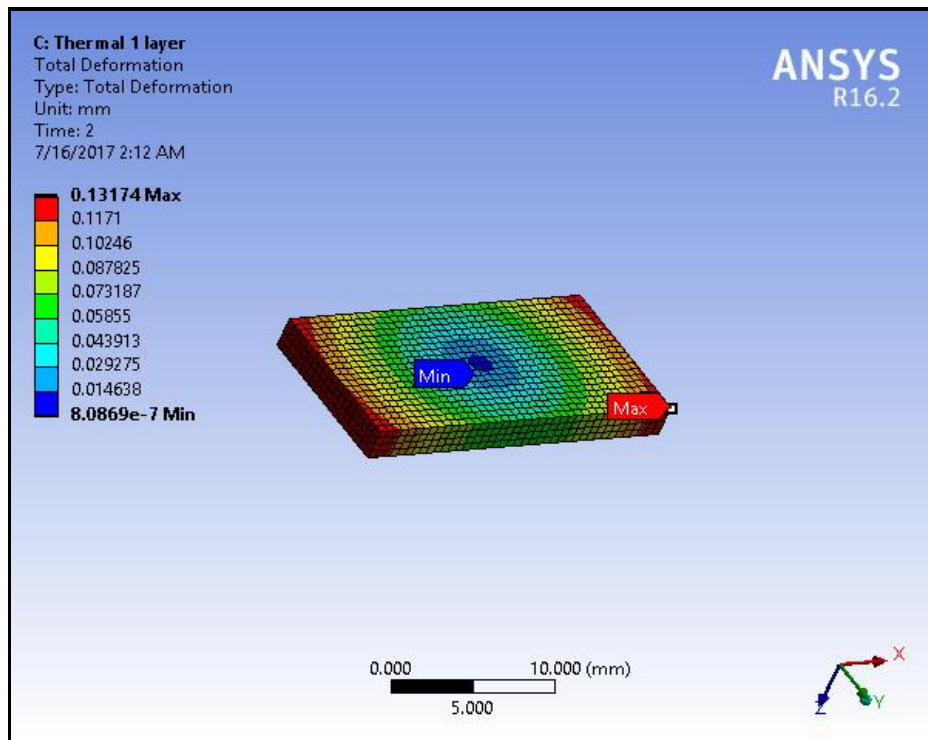 C: Thermal 1 layer
Total Deformation
Type: Total Deformation
Unit: mm
Time: 2
7/16/2017 2:12 AM
ANSYS
R16.2
0.13174 Max
0.1171
0.10246
0.087825
0.073187
0.05855
0.043913
0.029275
0.014638
8.0869e-7 Min
Min
Max
0.000
10.000 (mm)
5.000
X
Y
Z